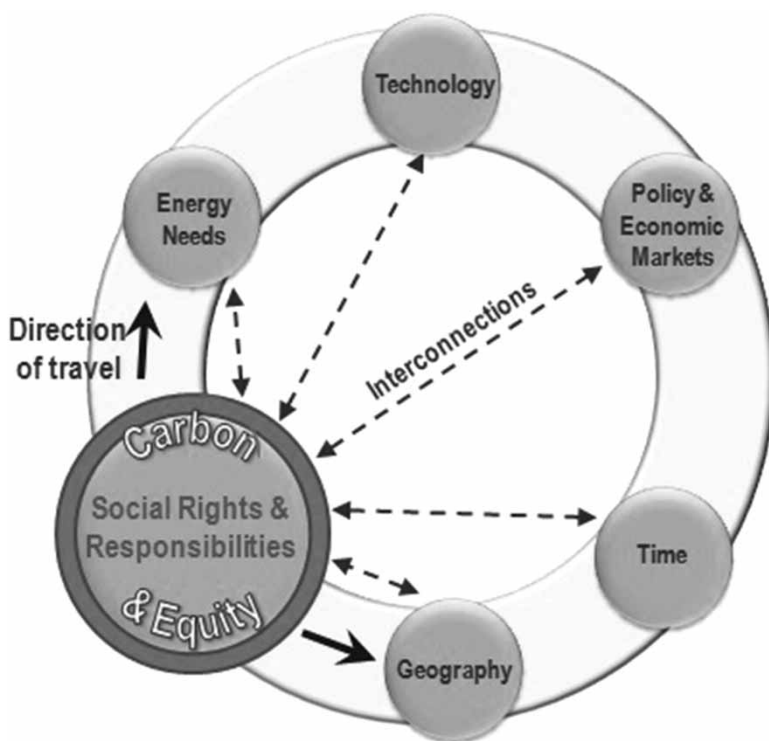 Technology
Energy
Needs
Policy &
Economic
Markets
Direction
of travel
Interconnections
Carbon
Social Rights &
Responsibilities
& Equity
Time
Geography